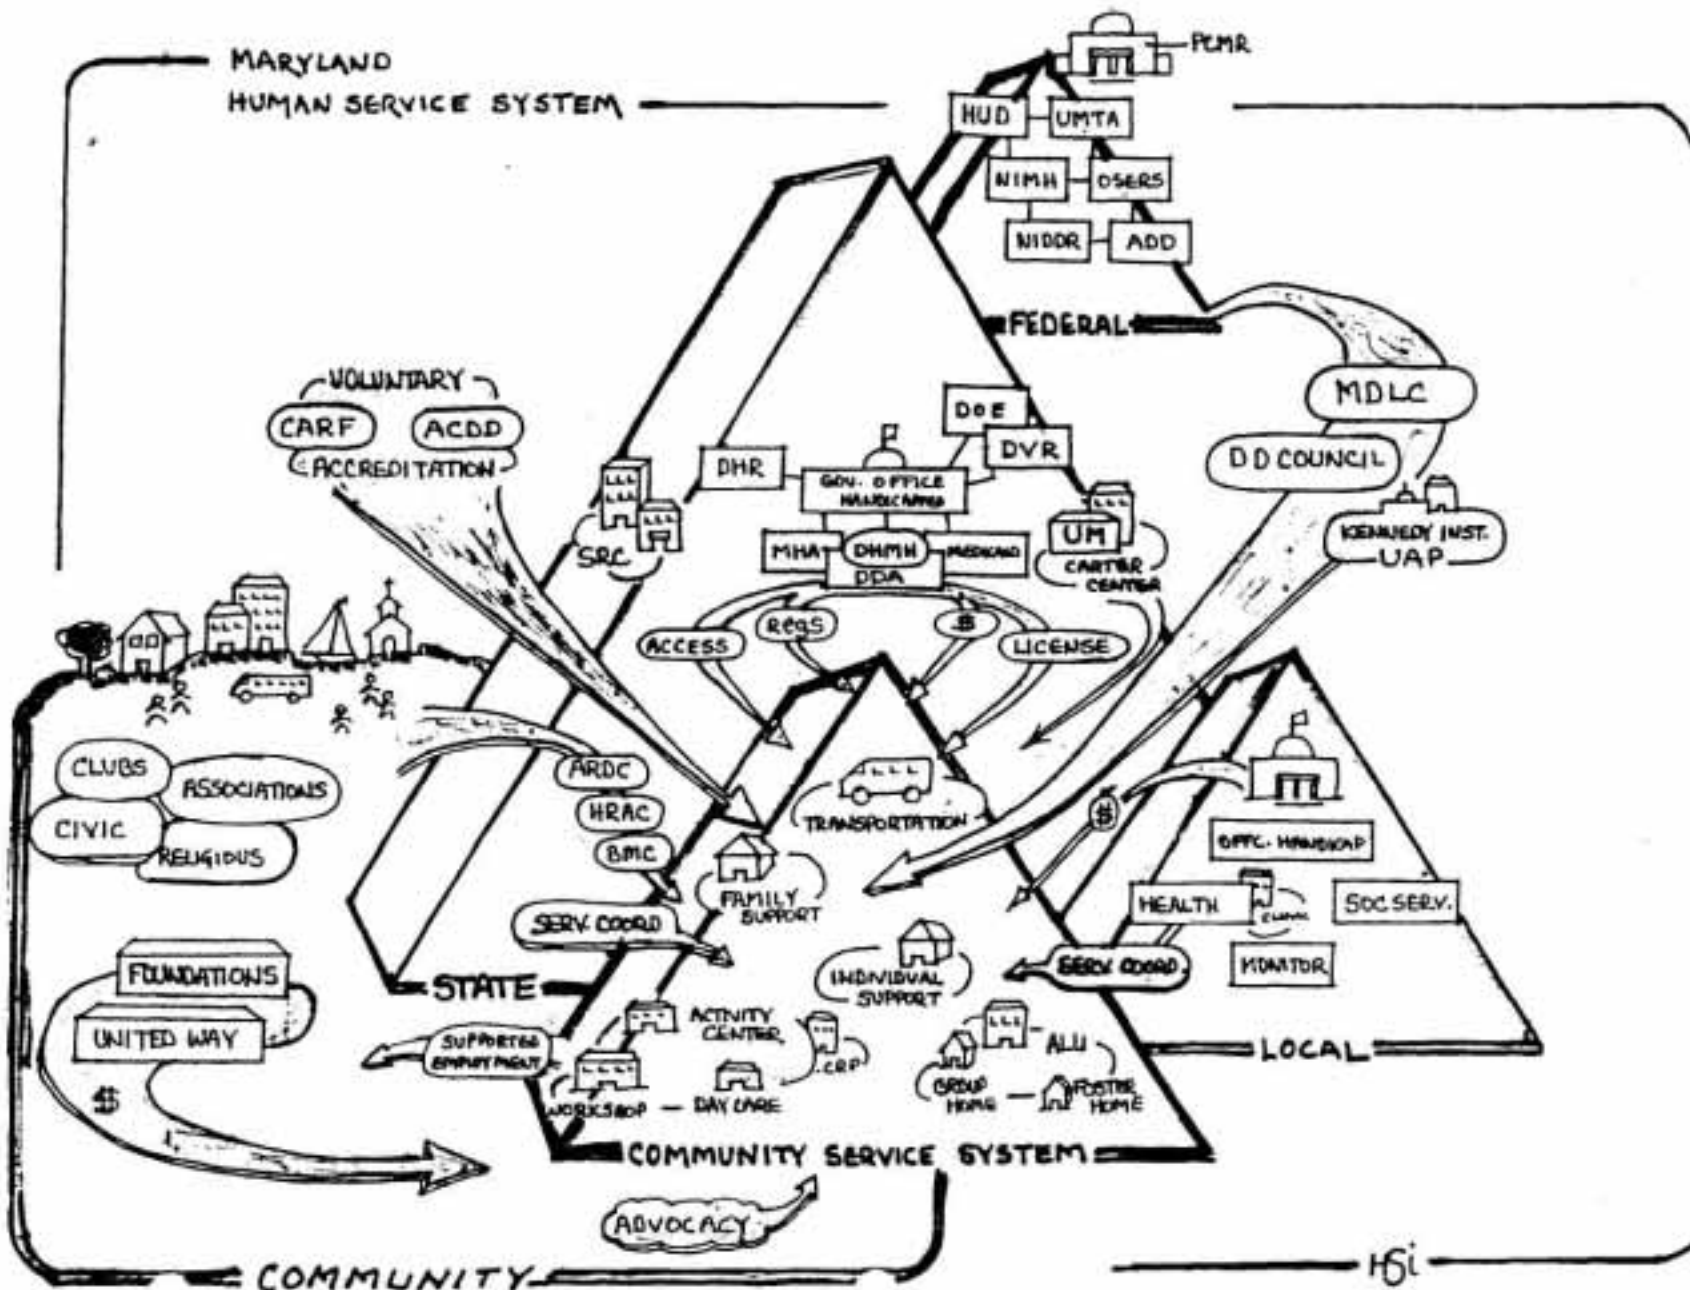 MARYLAND
HUMAN SERVICE SYSTEM
PCMR
HUD
UMTA
NIMH
OSERS
NIDDR
ADD
FEDERAL
VOLUNTARY
CARF
ACDD
ACCREDITATION
MDLC
DD COUNCIL
KENNEDY INST.
UAP
DOE
DVR
DHR
GOV. OFFICE
HANDICAPPED
MHA
DHMH
MEDICAID
DDA
SRC
UM
CARTER
CENTER
ACCESS
REGS
$
LICENSE
CLUBS
ASSOCIATIONS
CIVIC
RELIGIOUS
ARDC
HRAC
BMC
TRANSPORTATION
$
OFFC. HANDICAP
HEALTH
CLINIC
SOC SERV.
MONITOR
FAMILY
SUPPORT
SERV. COORD
INDIVIDUAL
SUPPORT
SERV. COORD.
FOUNDATIONS
UNITED WAY
$
STATE
SUPPORTED
EMPLOYMENT
ACTIVITY
CENTER
CRP
WORKSHOP
DAY CARE
ALU
GROUP
HOME
FOSTER
HOME
LOCAL
COMMUNITY SERVICE SYSTEM
ADVOCACY
COMMUNITY
HSi